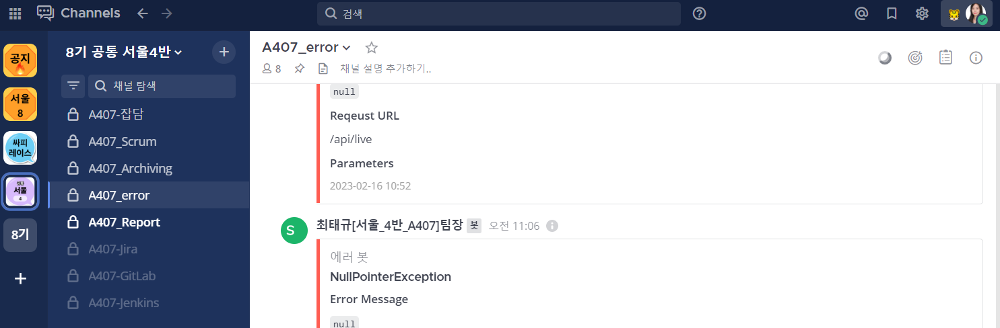 Channels
검색
공지
서울
8
싸피
레이스
서울
4
8기
8기 공통 서울4반
채널 탐색
A407-잡담
A407_Scrum
A407_Archiving
A407_error
A407_Report
A407-Jira
A407-GitLab
A407-Jenkins
A407_error
8
채널 설명 추가하기..
null
Reqeust URL
/api/live
Parameters
2023-02-16 10:52
S
최태규[서울_4반_A407]팀장 봇 오전 11:06
에러 봇
NullPointerException
Error Message
null